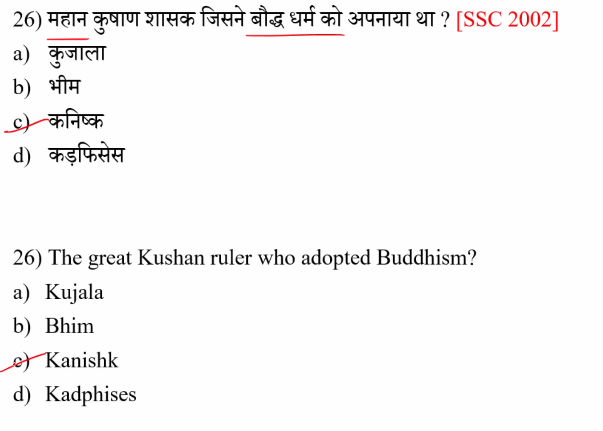 26) महान कुषाण शासक जिसने बौद्ध धर्म को अपनाया था ? [SSC 2002]
a) कुजाला
b) भीम
c) कनिष्क
d) कड़फिसेस
26) The great Kushan ruler who adopted Buddhism?
a) Kujala
b) Bhim
c) Kanishk
d) Kadphises